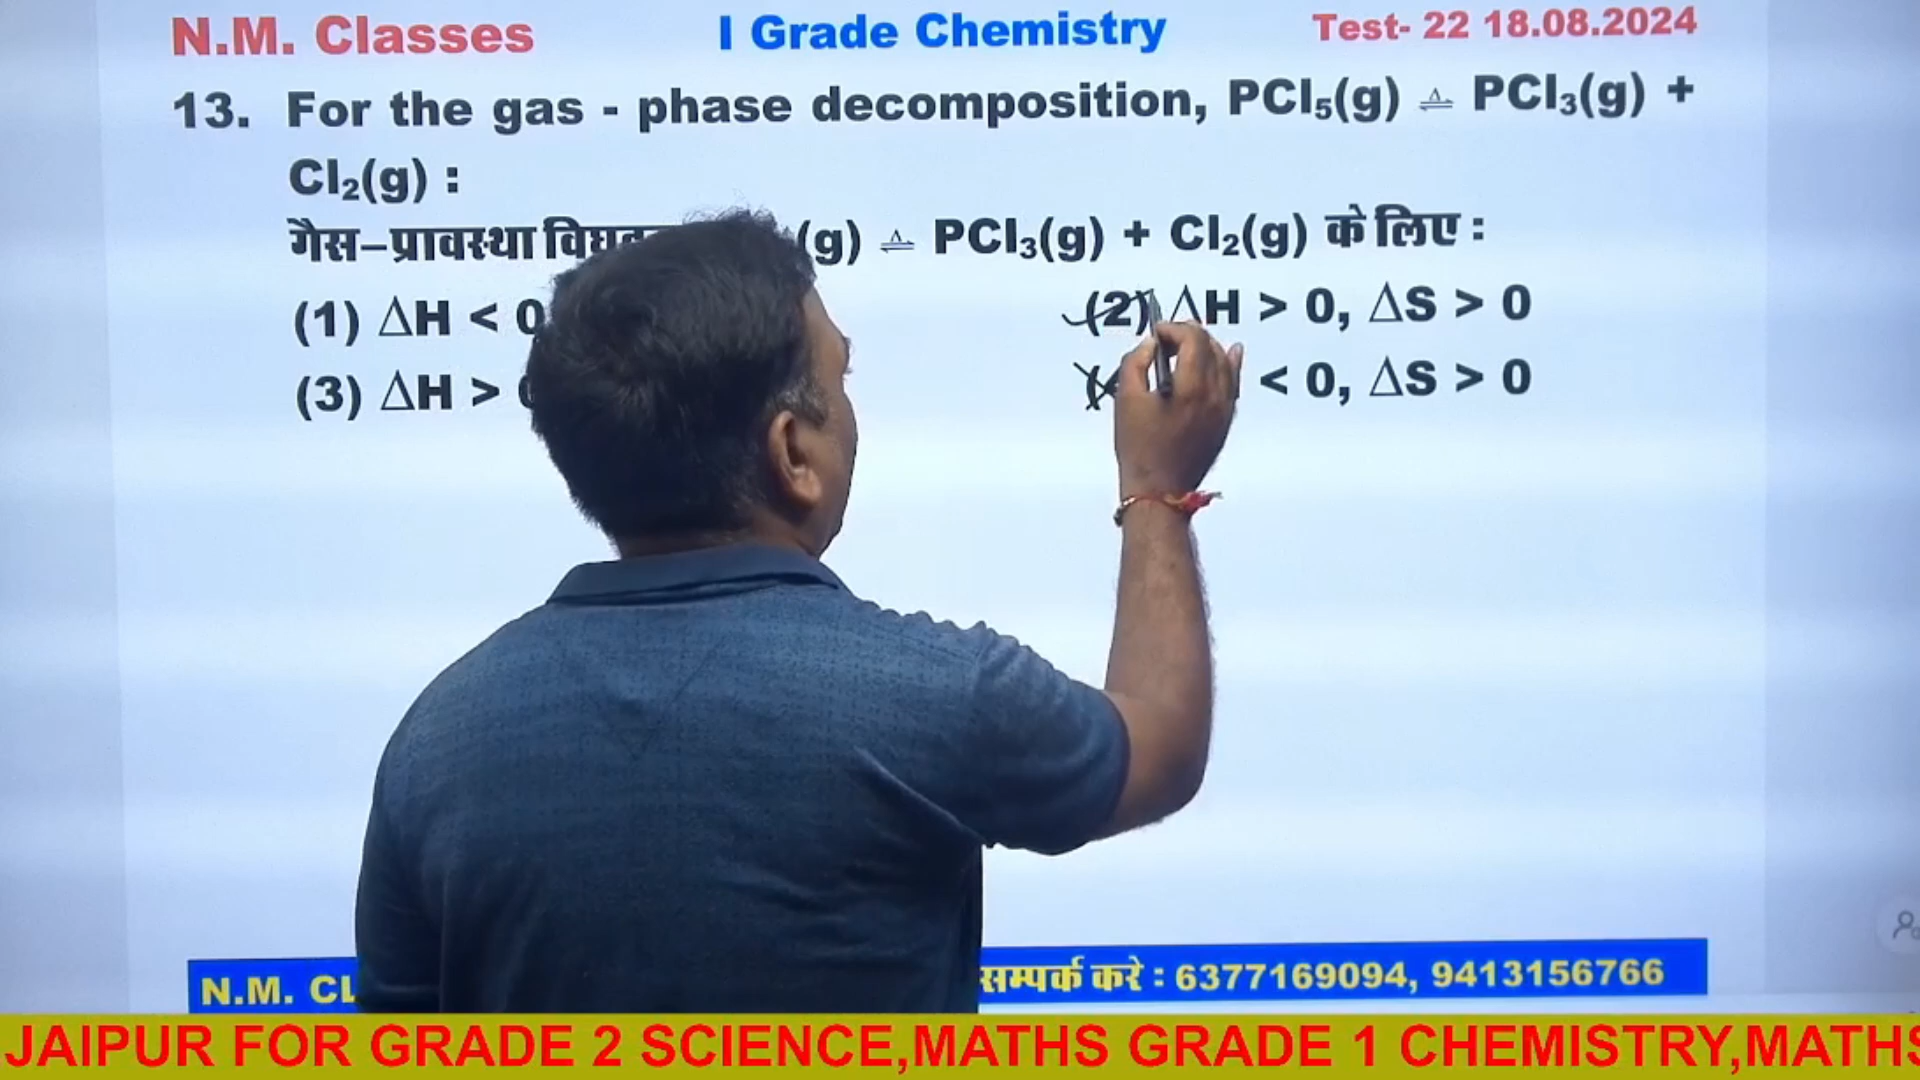 N.M. Classes I Grade Chemistry Test- 22 18.08.2024
13. For the gas - phase decomposition, PCl₅(g) ⇌ PCl₃(g) +
Cl₂(g) :
गैस–प्रावस्था (g) ⇌ PCl₃(g) + Cl₂(g) के लिए :
(1) ΔH < 0
(2) ΔH > 0, ΔS > 0
(3) ΔH >
< 0, ΔS > 0
N.M. सम्पर्क करे : 6377169094, 9413156766
JAIPUR FOR GRADE 2 SCIENCE,MATHS GRADE 1 CHEMISTRY,MATHS